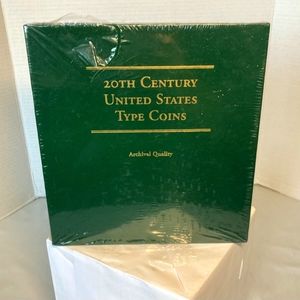 20TH CENTURY
UNITED STATES
TYPE COINS
Archival Quality